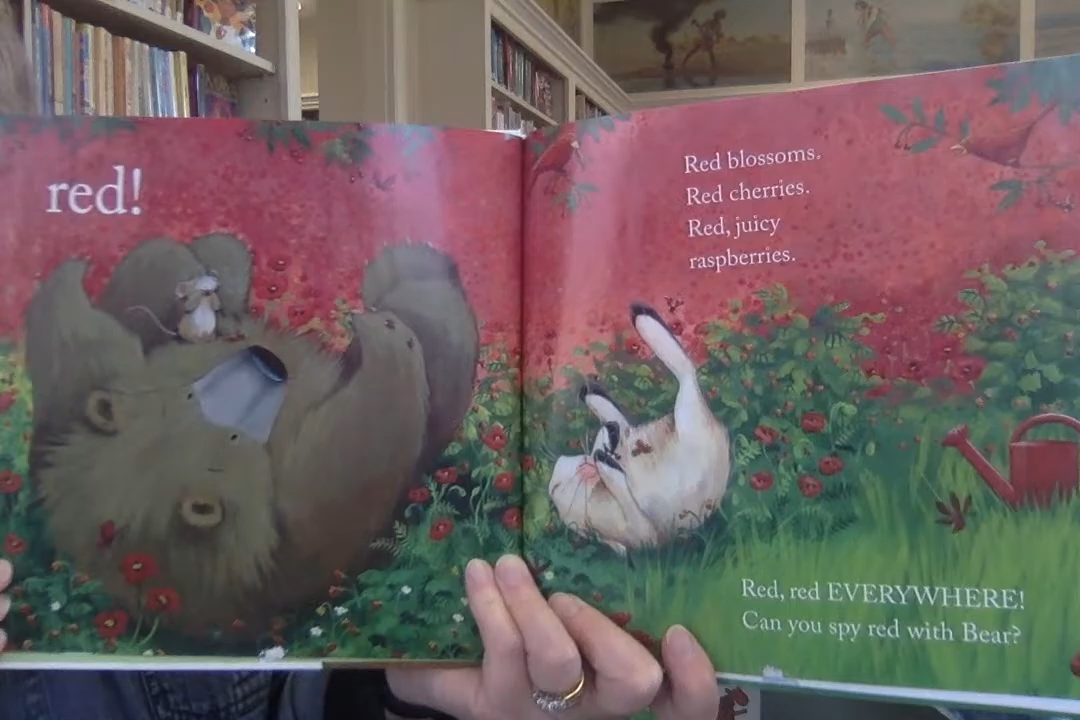 red!
Red blossoms.
Red cherries.
Red, juicy
raspberries.
Red, red EVERYWHERE!
Can you spy red with Bear?